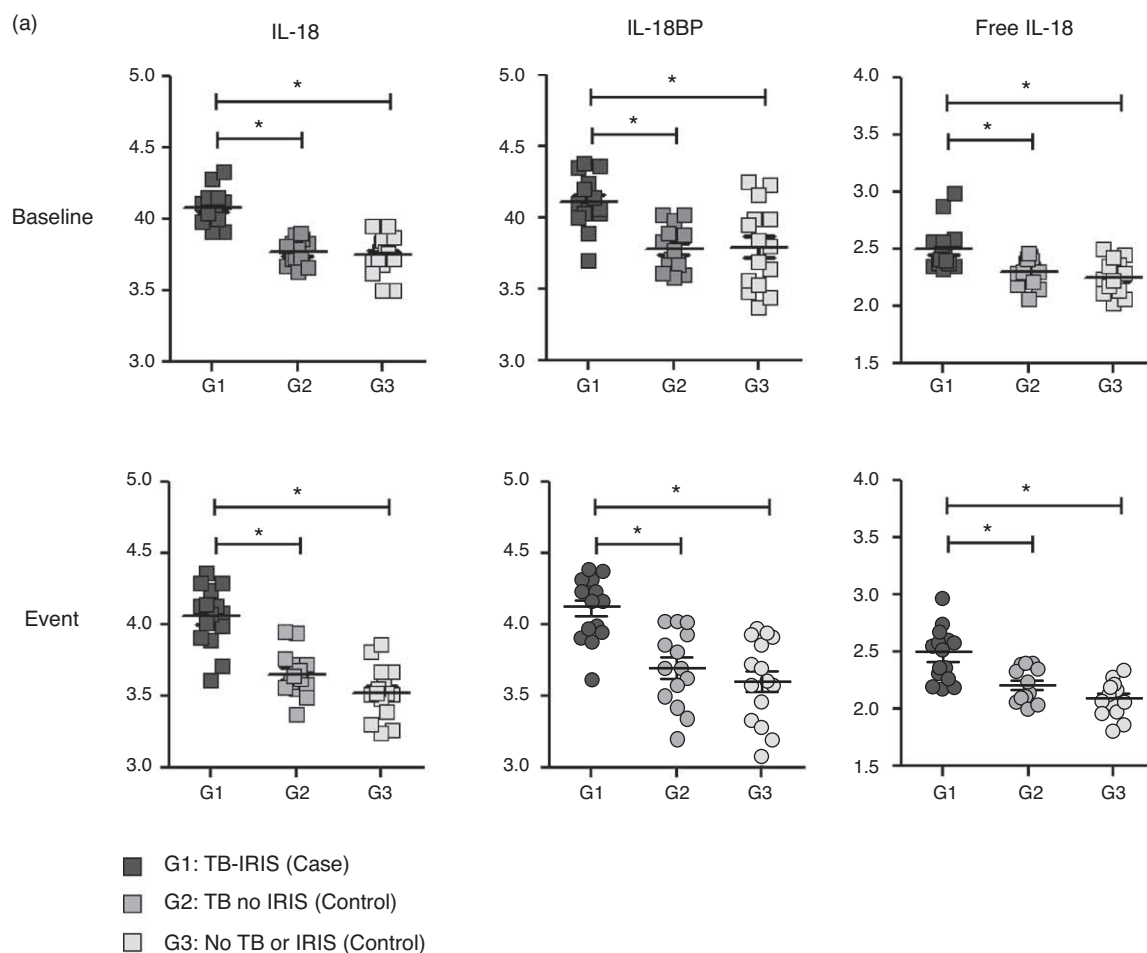 (a)
IL-18
IL-18BP
Free IL-18
Baseline
5.0
4.5
40
3.5
3.0
* *
G1 G2 G3
5.0
4.5
40
3.5
3.0
* *
G1 G2 G3
4.0
3.5
3.0
2.5
2.0
1.5
* *
G1 G2 G3
Event
5.0
4.5
4.0
3.5
3.0
* *
G1 G2 G3
5.0
4.5
4.0
3.5
3.0
* *
G1 G2 G3
4.0
3.5
3.0
2.5
2.0
1.5
* *
G1 G2 G3
G1: TB-IRIS (Case)
G2: TB no IRIS (Control)
G3: No TB or IRIS (Control)